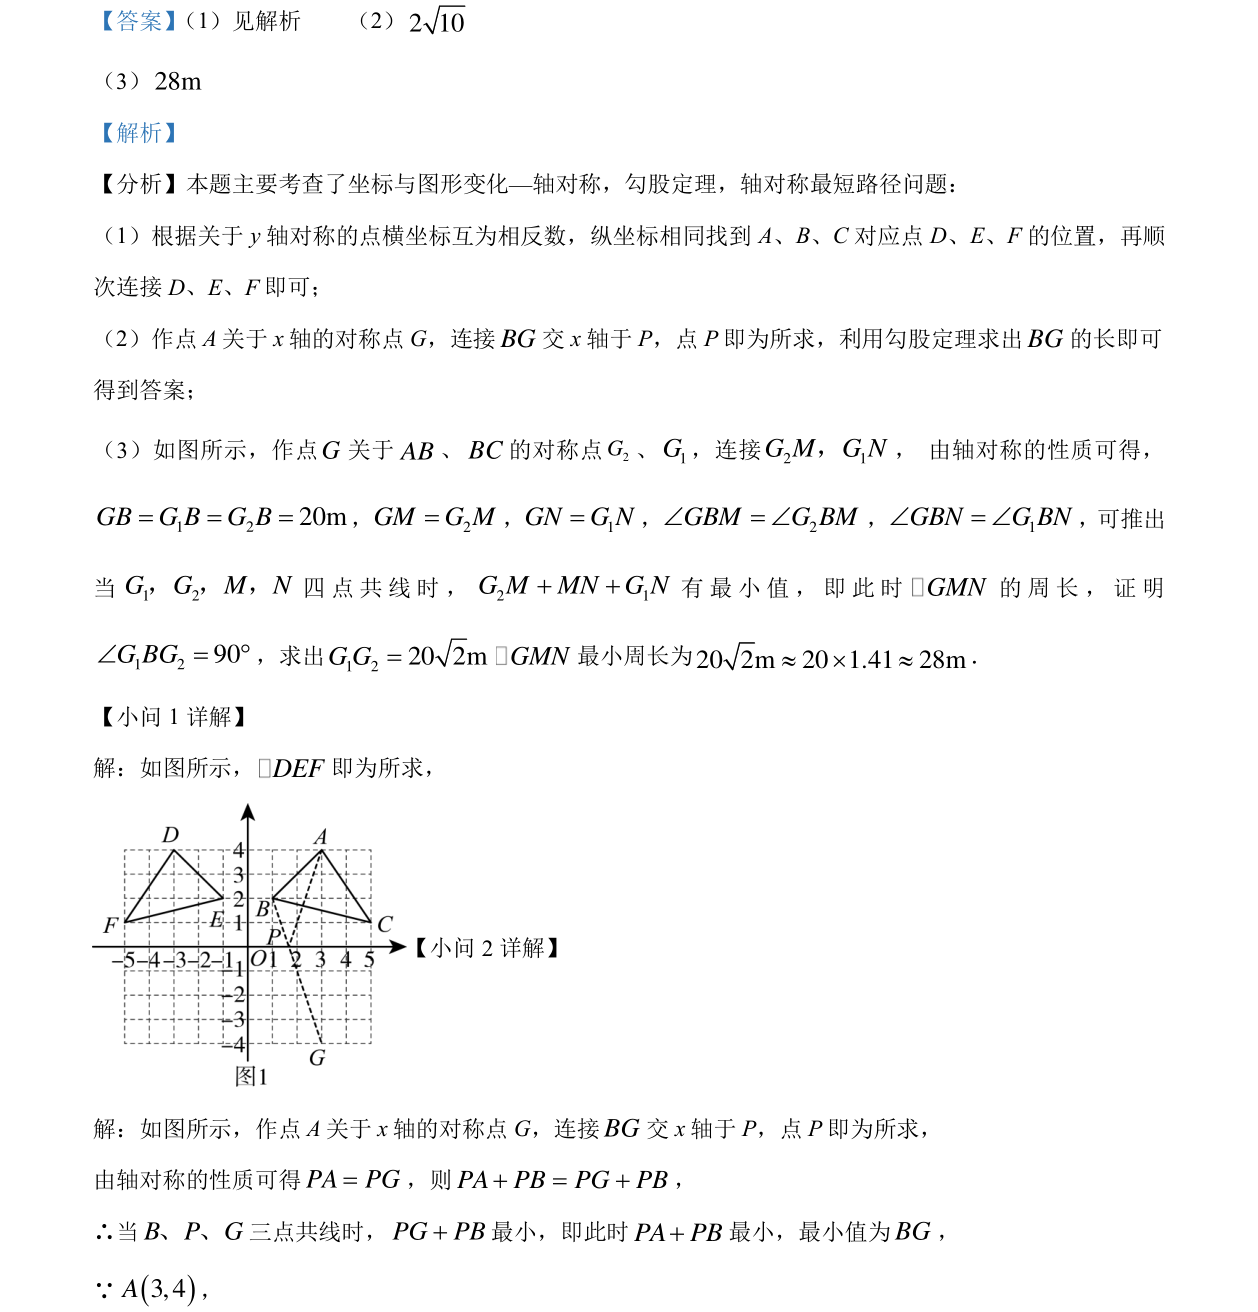 【答案】（1）见解析　　（2）2√10
（3）28m
【解析】
【分析】本题主要考查了坐标与图形变化—轴对称，勾股定理，轴对称最短路径问题：
（1）根据关于 y 轴对称的点横坐标互为相反数，纵坐标相同找到 A、B、C 对应点 D、E、F 的位置，再顺
次连接 D、E、F 即可；
（2）作点 A 关于 x 轴的对称点 G，连接 BG 交 x 轴于 P，点 P 即为所求，利用勾股定理求出 BG 的长即可
得到答案；
（3）如图所示，作点 G 关于 AB 、 BC 的对称点 G₂ 、 G₁ ，连接 G₂M，G₁N ， 由轴对称的性质可得，
GB = G₁B = G₂B = 20m ，GM = G₂M ，GN = G₁N ，∠GBM = ∠G₂BM ，∠GBN = ∠G₁BN ，可推出
当 G₁，G₂，M，N 四点共线时， G₂M + MN + G₁N 有最小值，即此时 □GMN 的周长，证明
∠G₁BG₂ = 90° ，求出 G₁G₂ = 20√2m □GMN 最小周长为 20√2m ≈ 20×1.41 ≈ 28m ．
【小问 1 详解】
解：如图所示， □DEF 即为所求，
D A
4
3
2
B
E 1
F C
P
【小问 2 详解】
−5 −4 −3 −2 −1 O 1 2 3 4 5
−1
−2
−3
−4
G
图1
解：如图所示，作点 A 关于 x 轴的对称点 G，连接 BG 交 x 轴于 P，点 P 即为所求，
由轴对称的性质可得 PA = PG ，则 PA + PB = PG + PB ，
∴当 B、P、G 三点共线时， PG + PB 最小，即此时 PA + PB 最小，最小值为 BG ，
∵ A(3,4) ，